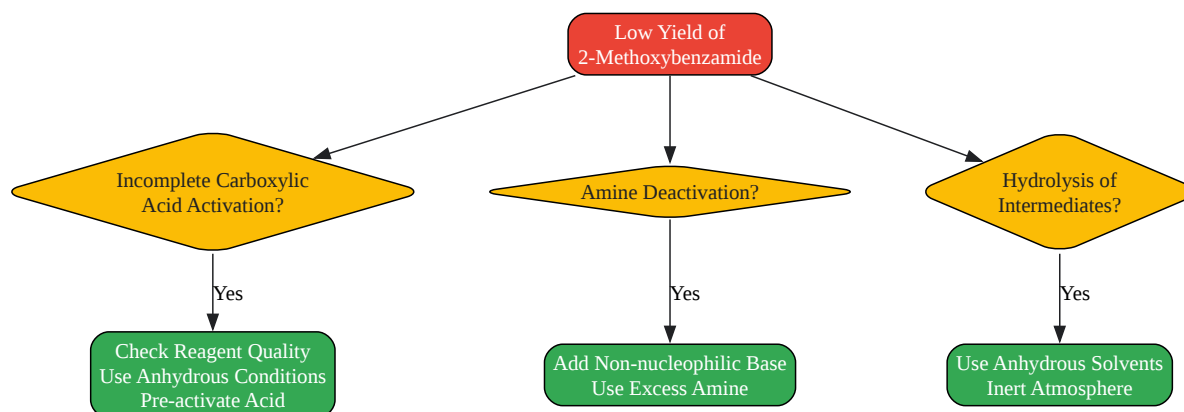 Low Yield of
2-Methoxybenzamide
Incomplete Carboxylic
Acid Activation?
Amine Deactivation?
Hydrolysis of
Intermediates?
Yes
Yes
Yes
Check Reagent Quality
Use Anhydrous Conditions
Pre-activate Acid
Add Non-nucleophilic Base
Use Excess Amine
Use Anhydrous Solvents
Inert Atmosphere